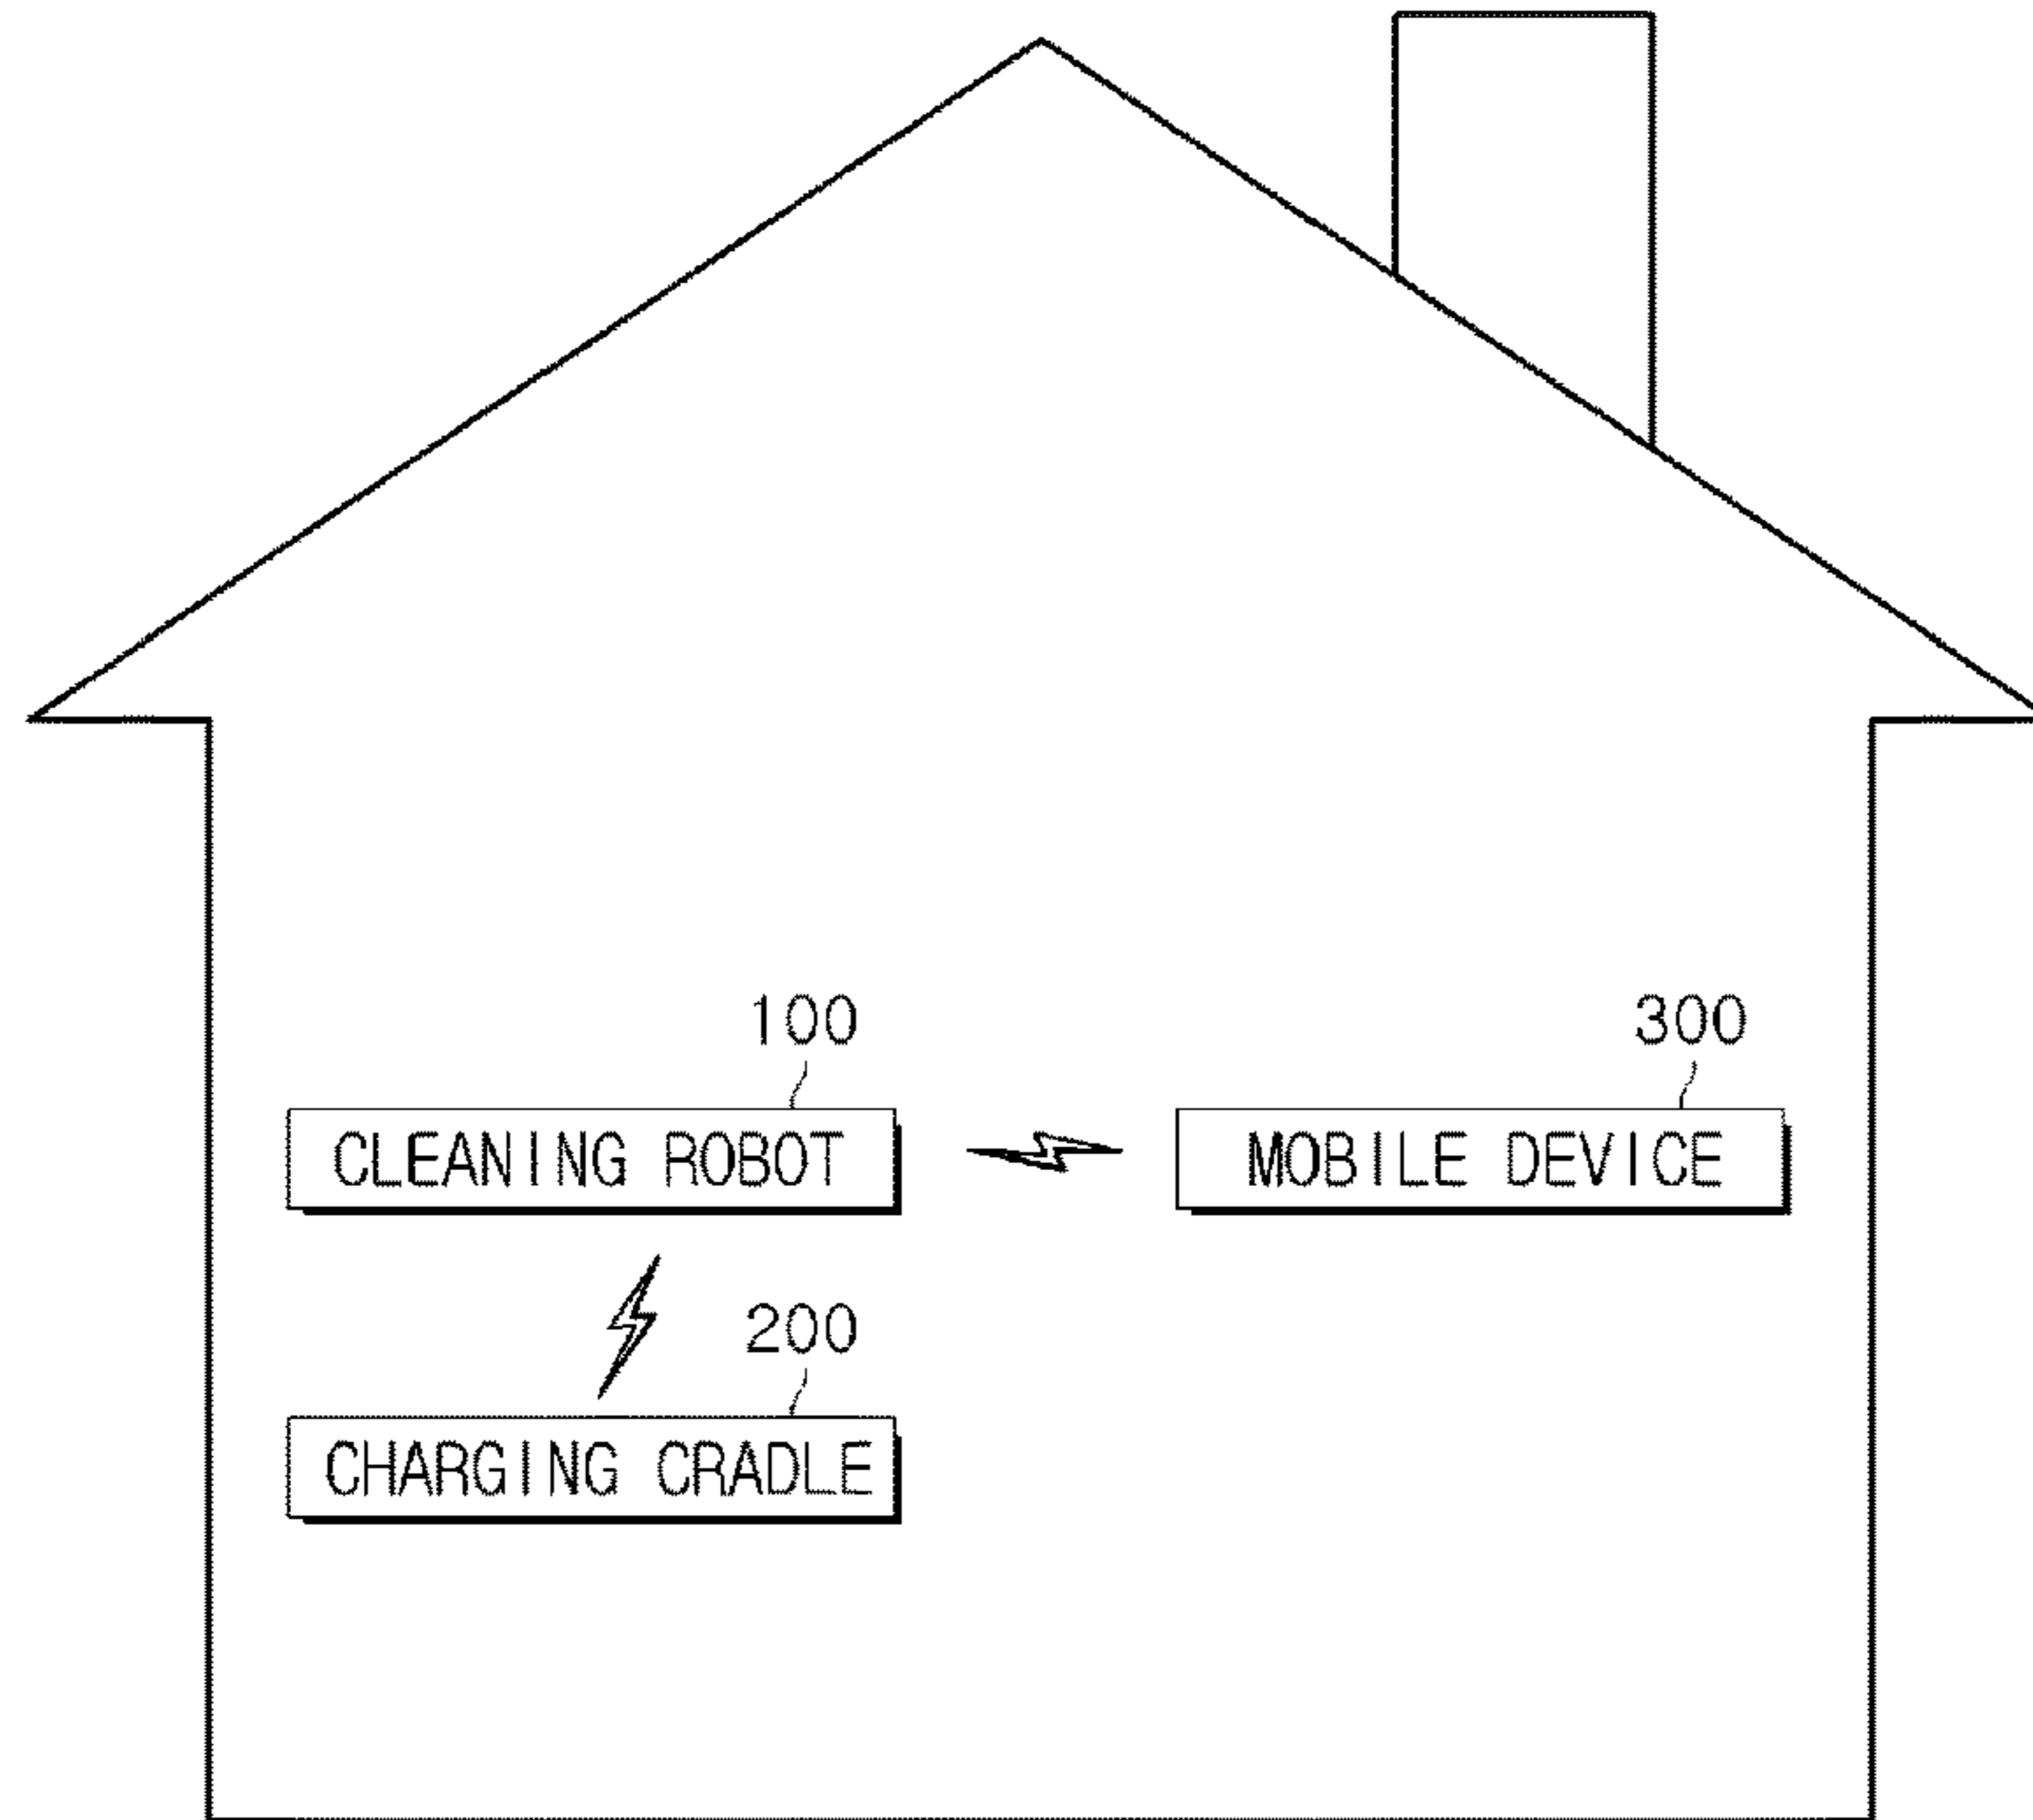 100
300
CLEANING ROBOT
MOBILE DEVICE
200
CHARGING CRADLE